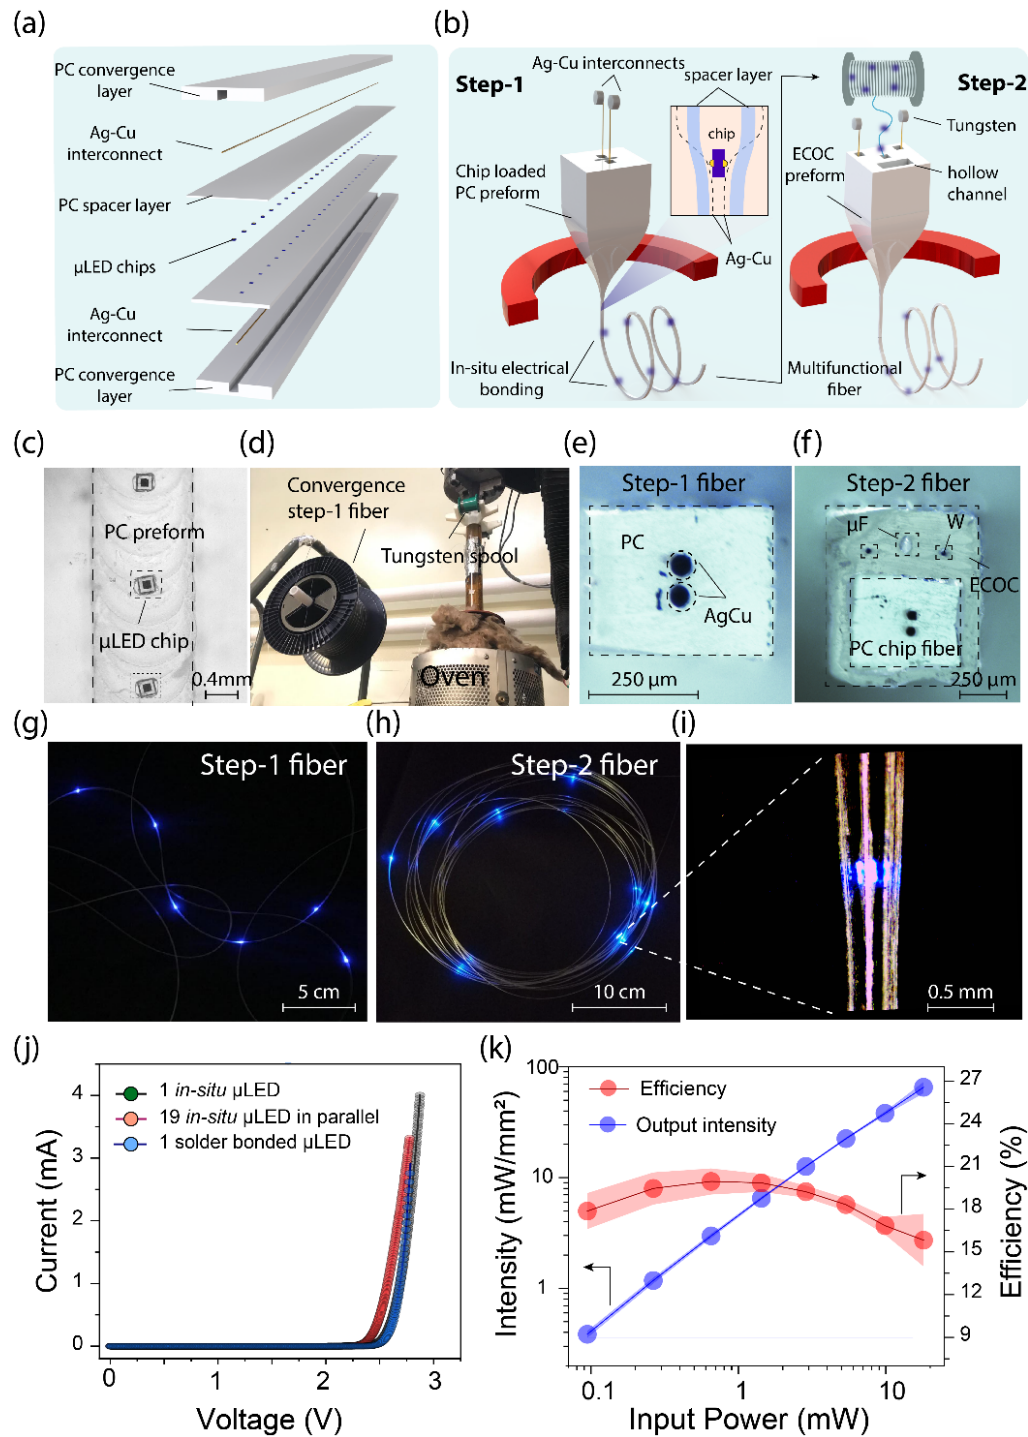 (a)
PC convergence
layer
Ag-Cu
interconnect
PC spacer layer
μLED chips
Ag-Cu
interconnect
PC convergence
layer
(b)
Step-1
Ag-Cu interconnects
spacer layer
chip
Ag-Cu
Chip loaded
PC preform
In-situ electrical
bonding
Step-2
Tungsten
ECOC
preform
hollow
channel
Multifunctional
fiber
(c)
PC preform
μLED chip
0.4mm
(d)
Convergence
step-1 fiber
Tungsten spool
Oven
(e)
Step-1 fiber
PC
AgCu
250 μm
(f)
Step-2 fiber
μF
W
ECOC
PC chip fiber
250 μm
(g)
Step-1 fiber
5 cm
(h)
Step-2 fiber
10 cm
(i)
0.5 mm
(j)
1 in-situ μLED
19 in-situ μLED in parallel
1 solder bonded μLED
Current (mA)
4
3
2
4
0
0
1
2
3
Voltage (V)
(k)
Efficiency
Output intensity
Intensity (mW/mm²)
100
10
1
Efficiency (%)
27
24
21
18
15
12
9
0.1
1
10
Input Power (mW)